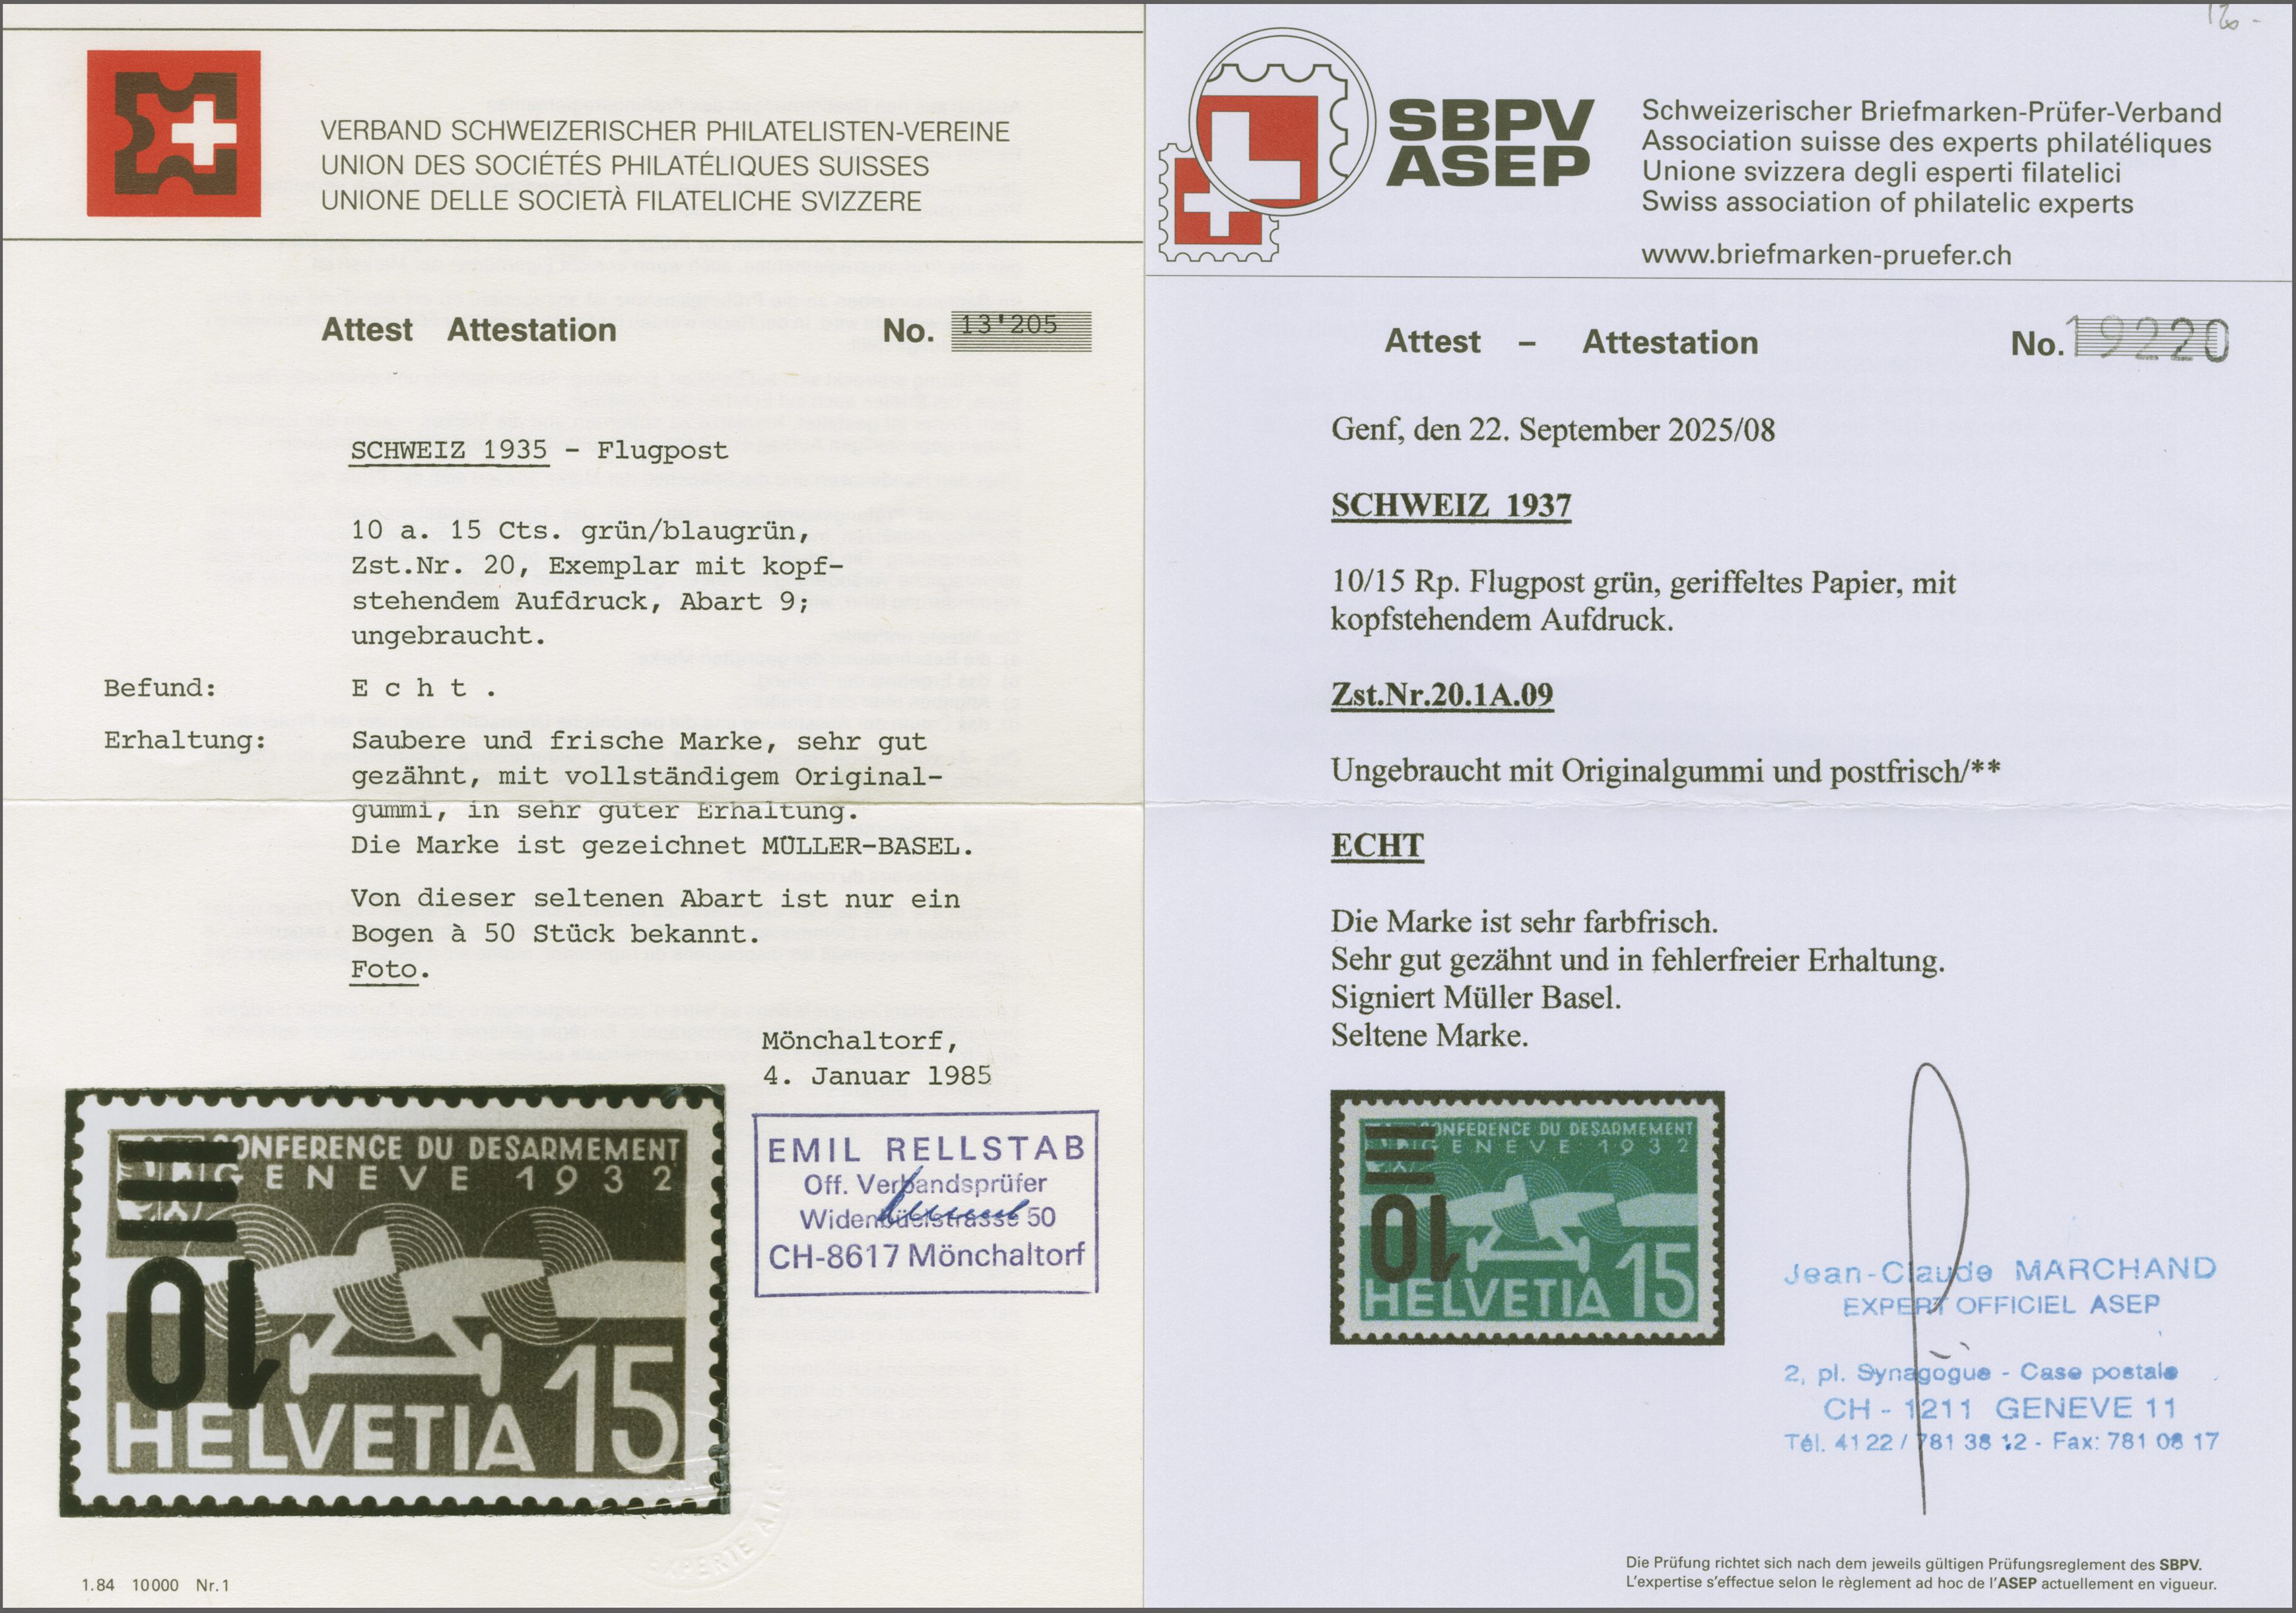 VERBAND SCHWEIZERISCHER PHILATELISTEN-VEREINE
UNION DES SOCIÉTÉS PHILATÉLIQUES SUISSES
UNIONE DELLE SOCIETÀ FILATELICHE SVIZZERE
Attest Attestation No. 13'205
SCHWEIZ 1935 - Flugpost
10 a. 15 Cts. grün/blaugrün,
Zst.Nr. 20, Exemplar mit kopf-
stehendem Aufdruck, Abart 9;
ungebraucht.
Befund: E c h t .
Erhaltung: Saubere und frische Marke, sehr gut
gezähnt, mit vollständigem Original-
gummi, in sehr guter Erhaltung.
Die Marke ist gezeichnet MÜLLER-BASEL.
Von dieser seltenen Abart ist nur ein
Bogen à 50 Stück bekannt.
Foto.
Mönchaltorf,
4. Januar 1985
EMIL RELLSTAB
Off. Verbandsprüfer
Widenbüelstrasse 50
CH-8617 Mönchaltorf
CONFERENCE DU DESARMEMENT
GENEVE 1932
10
15
HELVETIA
EXPERTE
1.84 10000 Nr. 1
120.-
SBPV
ASEP
Schweizerischer Briefmarken-Prüfer-Verband
Association suisse des experts philatéliques
Unione svizzera degli esperti filatelici
Swiss association of philatelic experts
www.briefmarken-pruefer.ch
Attest – Attestation No. 19220
Genf, den 22. September 2025/08
SCHWEIZ 1937
10/15 Rp. Flugpost grün, geriffeltes Papier, mit
kopfstehendem Aufdruck.
Zst.Nr.20.1A.09
Ungebraucht mit Originalgummi und postfrisch/**
ECHT
Die Marke ist sehr farbfrisch.
Sehr gut gezähnt und in fehlerfreier Erhaltung.
Signiert Müller Basel.
Seltene Marke.
CONFERENCE DU DESARMEMENT
GENEVE 1932
10
15
HELVETIA
Jean-Claude MARCHAND
EXPERT OFFICIEL ASEP
2, pl. Synagogue - Case postale
CH - 1211 GENEVE 11
Tél. 41 22 / 781 38 12 - Fax: 781 08 17
Die Prüfung richtet sich nach dem jeweils gültigen Prüfungsreglement des SBPV.
L'expertise s'effectue selon le règlement ad hoc de l'ASEP actuellement en vigueur.